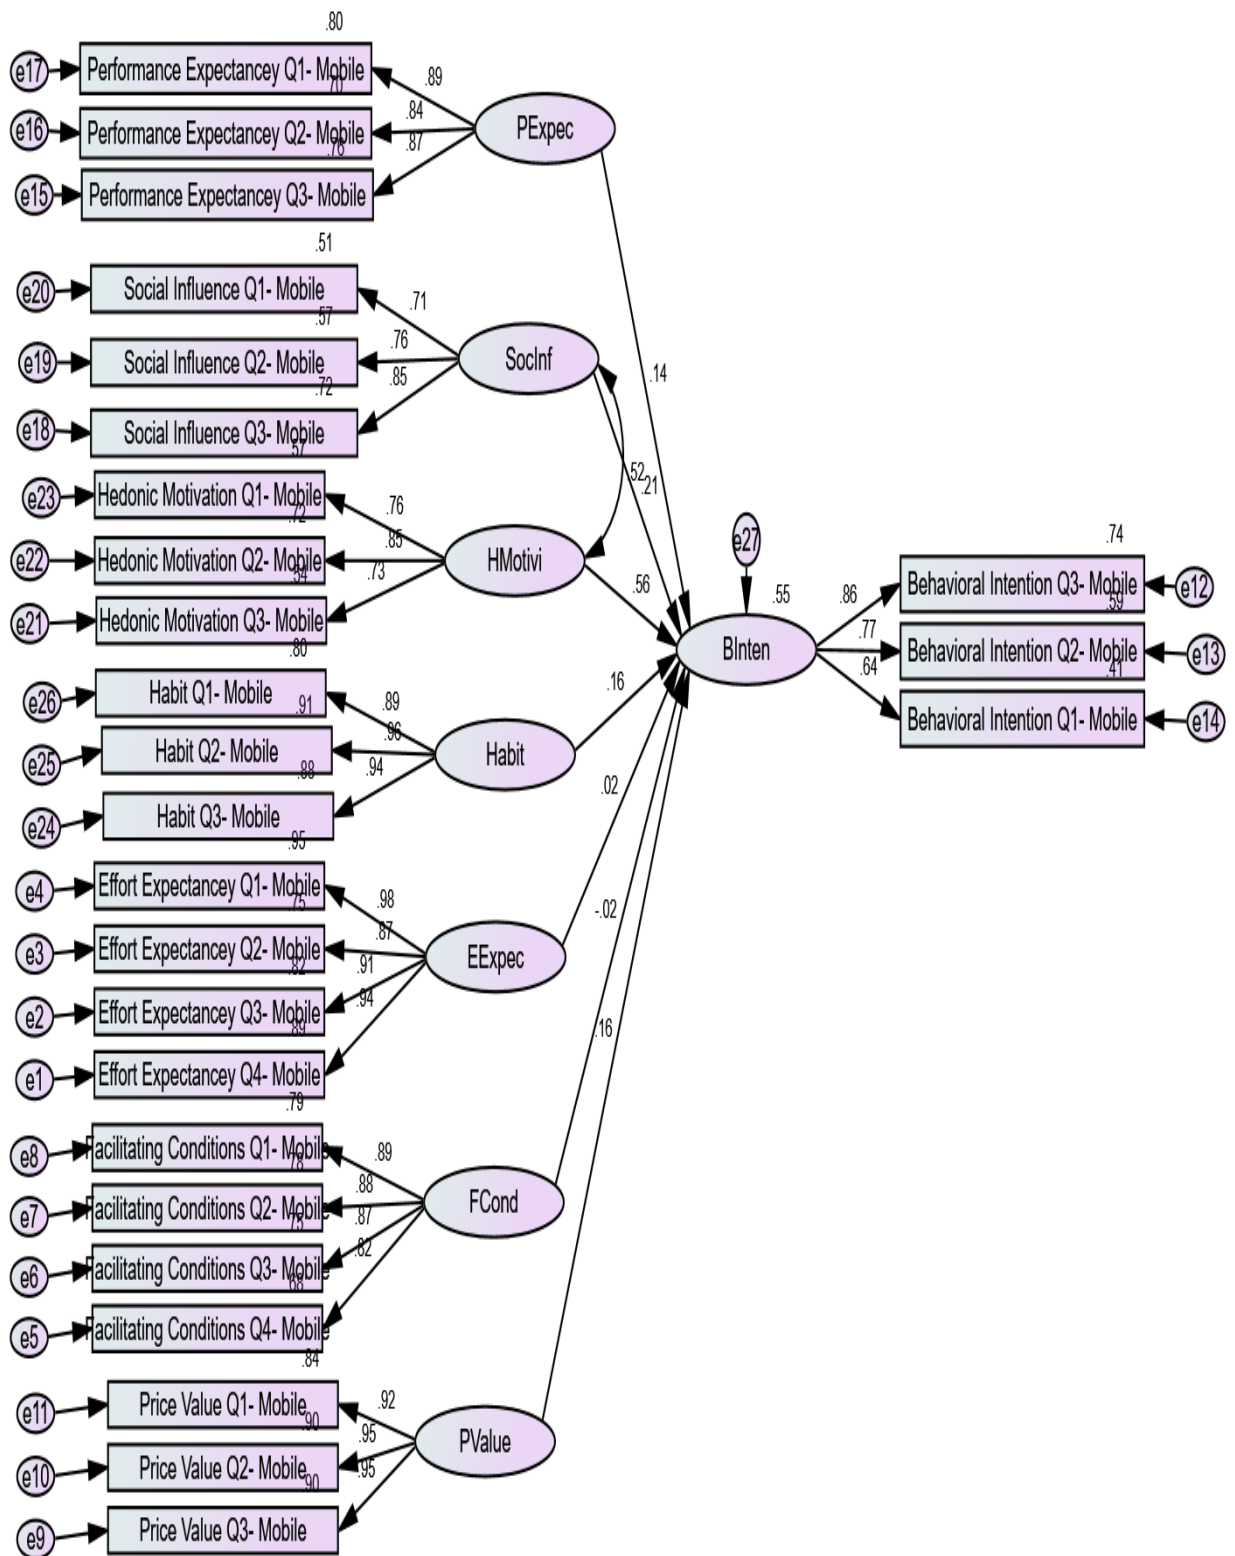 .80
e17 Performance Expectancey Q1- Mobile .89
.70
.84 PExpec
e16 Performance Expectancey Q2- Mobile
.76 .87
e15 Performance Expectancey Q3- Mobile
.51
e20 Social Influence Q1- Mobile .71
.57 .76
SocInf
e19 Social Influence Q2- Mobile
.72 .85 .14
e18 Social Influence Q3- Mobile
.57
.52 .21
e23 Hedonic Motivation Q1- Mobile .76
.72 .85
e22 Hedonic Motivation Q2- Mobile HMotivi
.54 .73 .56
e21 Hedonic Motivation Q3- Mobile
.80
e27
.55
BInten
.74
.86 Behavioral Intention Q3- Mobile e12
.59
.77
Behavioral Intention Q2- Mobile e13
.64 .41
Behavioral Intention Q1- Mobile e14
e26 Habit Q1- Mobile .89 .16
.91 .96
e25 Habit Q2- Mobile Habit
.88 .94 .02
e24 Habit Q3- Mobile
.95
e4 Effort Expectancey Q1- Mobile .98
.75 .87 -.02
e3 Effort Expectancey Q2- Mobile EExpec
.82 .91
e2 Effort Expectancey Q3- Mobile .94
.89 .16
e1 Effort Expectancey Q4- Mobile
.79
e8 Facilitating Conditions Q1- Mobile .89
.78 .88
e7 Facilitating Conditions Q2- Mobile FCond
.75 .87
e6 Facilitating Conditions Q3- Mobile .82
.68
e5 Facilitating Conditions Q4- Mobile
.84
e11 Price Value Q1- Mobile .92
.90 .95 PValue
e10 Price Value Q2- Mobile .95
.90
e9 Price Value Q3- Mobile